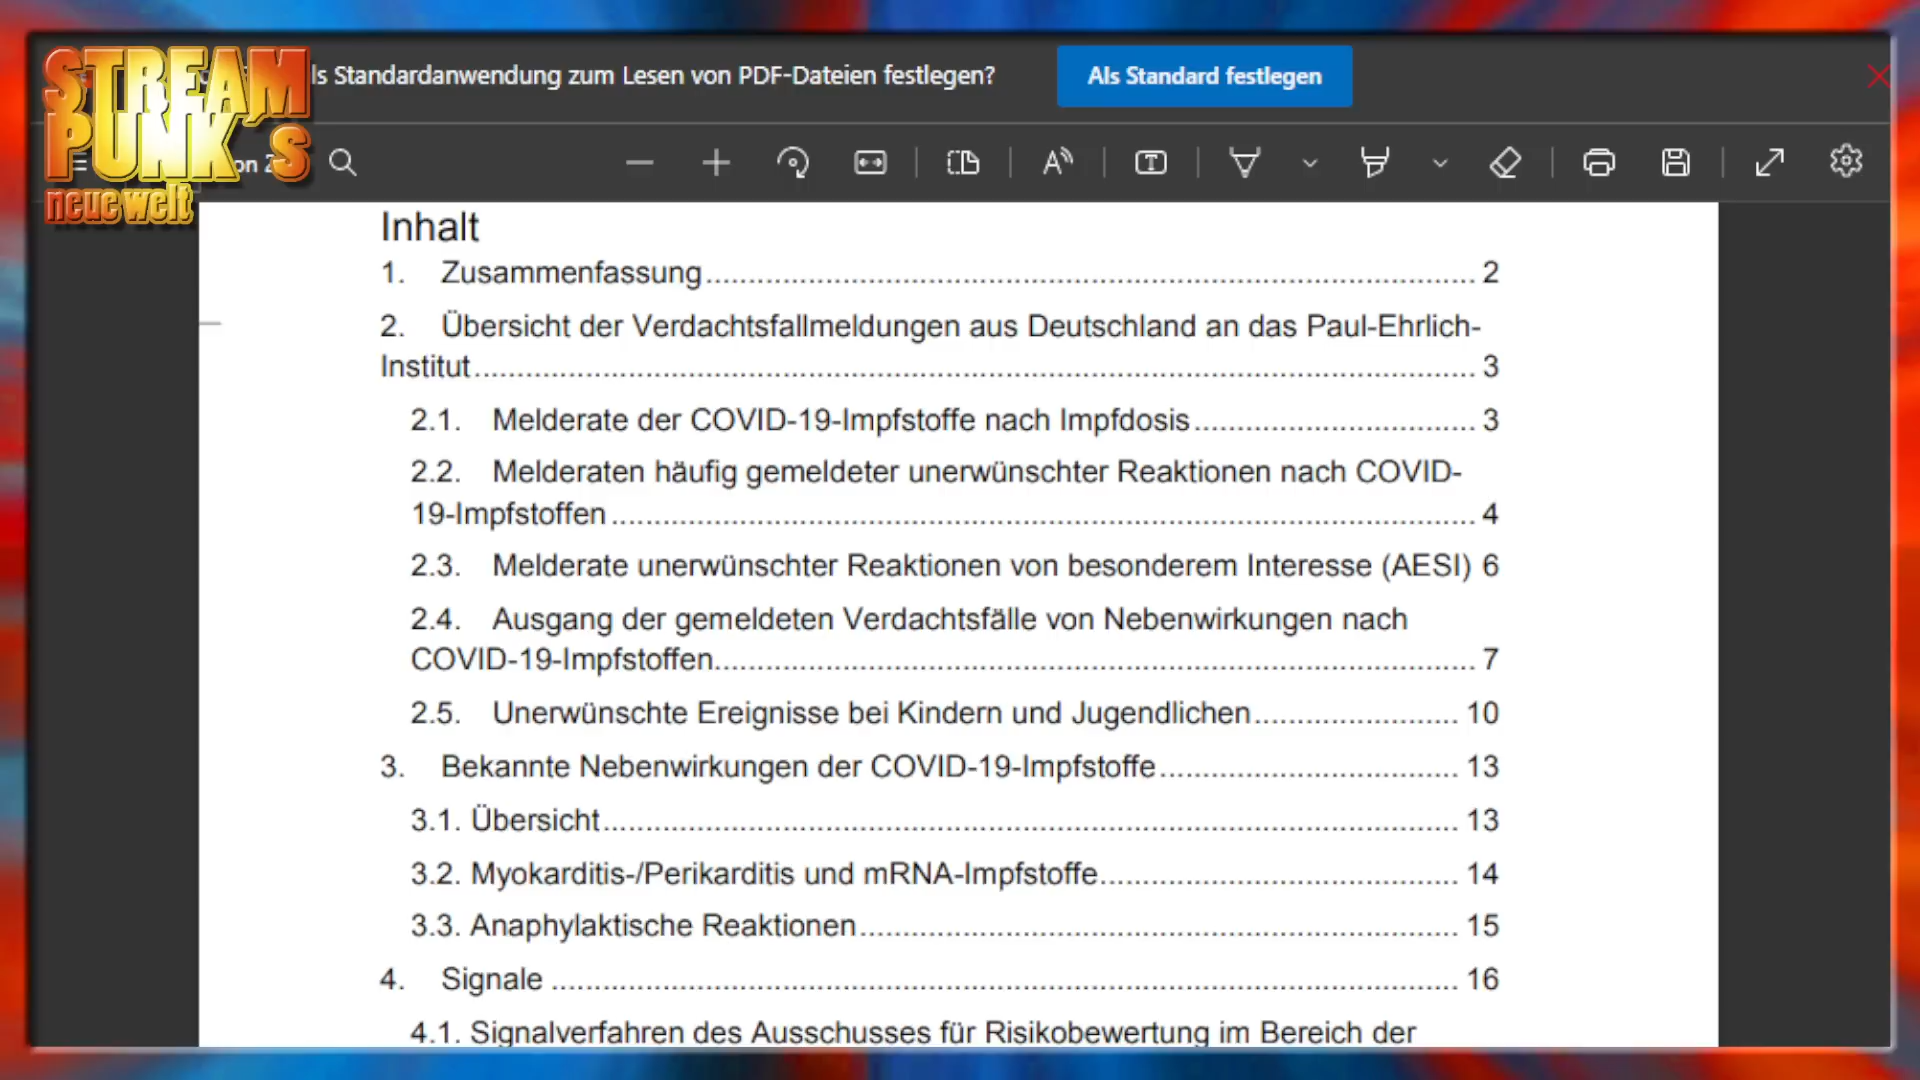 STREAM
PUNK´S
neue welt
ls Standardanwendung zum Lesen von PDF-Dateien festlegen?
Als Standard festlegen
on 2
Inhalt
1. Zusammenfassung 2
2. Übersicht der Verdachtsfallmeldungen aus Deutschland an das Paul-Ehrlich-
Institut 3
2.1. Melderate der COVID-19-Impfstoffe nach Impfdosis 3
2.2. Melderaten häufig gemeldeter unerwünschter Reaktionen nach COVID-
19-Impfstoffen 4
2.3. Melderate unerwünschter Reaktionen von besonderem Interesse (AESI) 6
2.4. Ausgang der gemeldeten Verdachtsfälle von Nebenwirkungen nach
COVID-19-Impfstoffen 7
2.5. Unerwünschte Ereignisse bei Kindern und Jugendlichen 10
3. Bekannte Nebenwirkungen der COVID-19-Impfstoffe 13
3.1. Übersicht 13
3.2. Myokarditis-/Perikarditis und mRNA-Impfstoffe 14
3.3. Anaphylaktische Reaktionen 15
4. Signale 16
4.1. Signalverfahren des Ausschusses für Risikobewertung im Bereich der